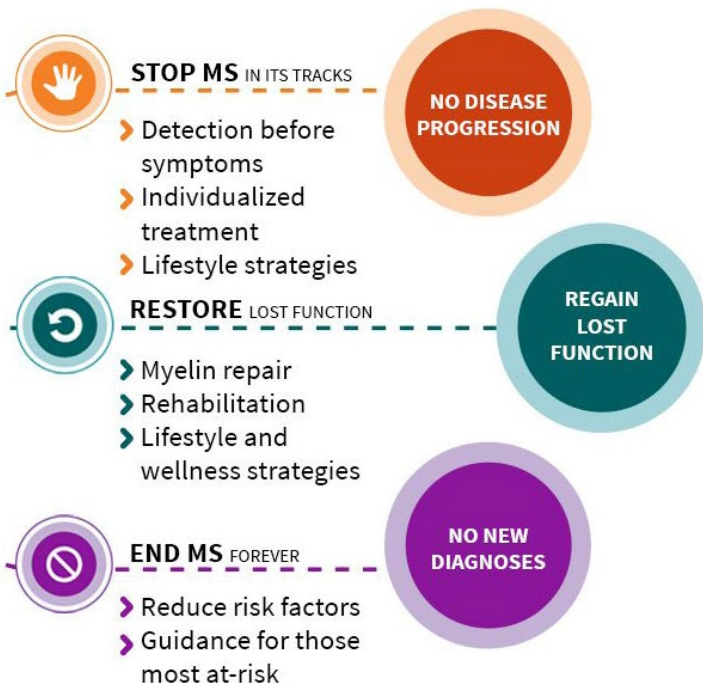 STOP MS IN ITS TRACKS
NO DISEASE
PROGRESSION
Detection before
symptoms
Individualized
treatment
Lifestyle strategies
RESTORE LOST FUNCTION
REGAIN
LOST
FUNCTION
Myelin repair
Rehabilitation
Lifestyle and
wellness strategies
END MS FOREVER
NO NEW
DIAGNOSES
Reduce risk factors
Guidance for those
most at-risk